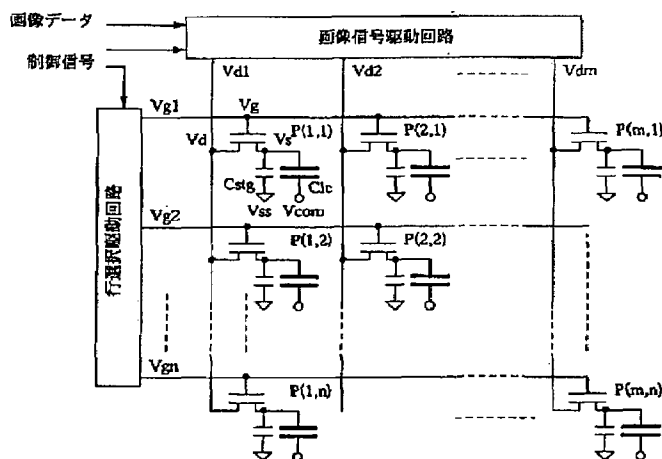 画像データ
画像信号駆動回路
制御信号
Vd1
Vd2
Vdm
Vg1
Vg
Vd
Vs
P(1,1)
P(2,1)
P(m,1)
Cstg
Clc
Vss
Vcom
Vg2
P(1,2)
P(2,2)
行選択駆動回路
Vgn
P(1,n)
P(m,n)